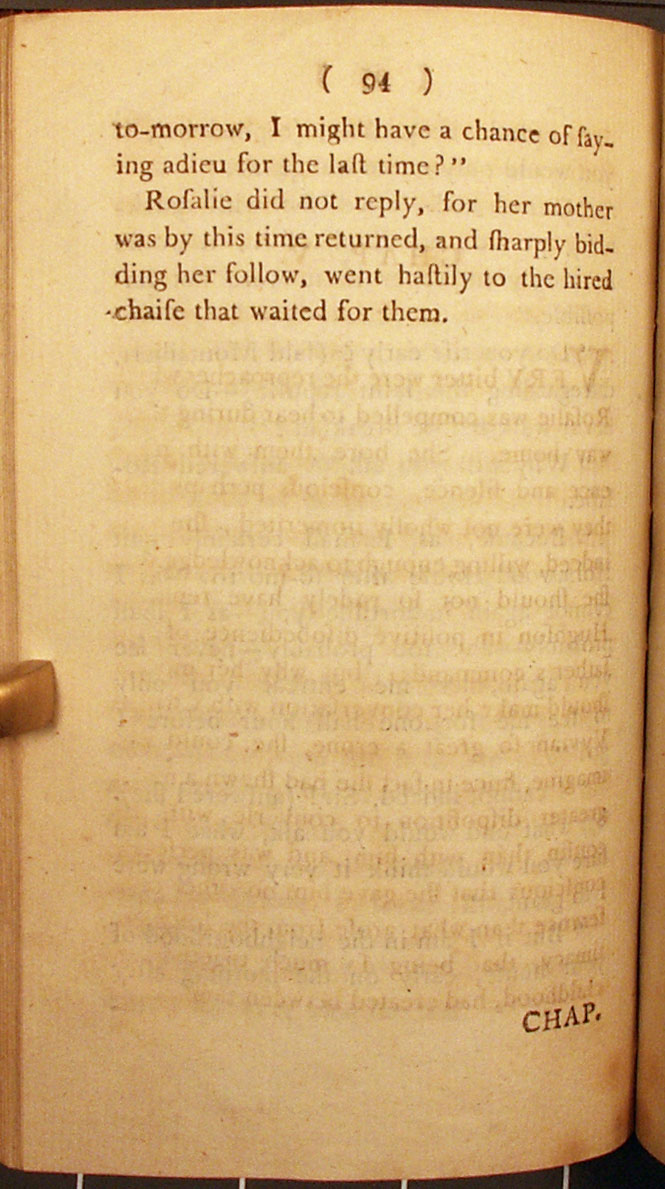 ( 94 )
to-morrow, I might have a chance of ſay-
ing adieu for the laſt time?"
Roſalie did not reply, for her mother
was by this time returned, and ſharply bid-
ding her follow, went haſtily to the hired
chaiſe that waited for them.
CHAP.